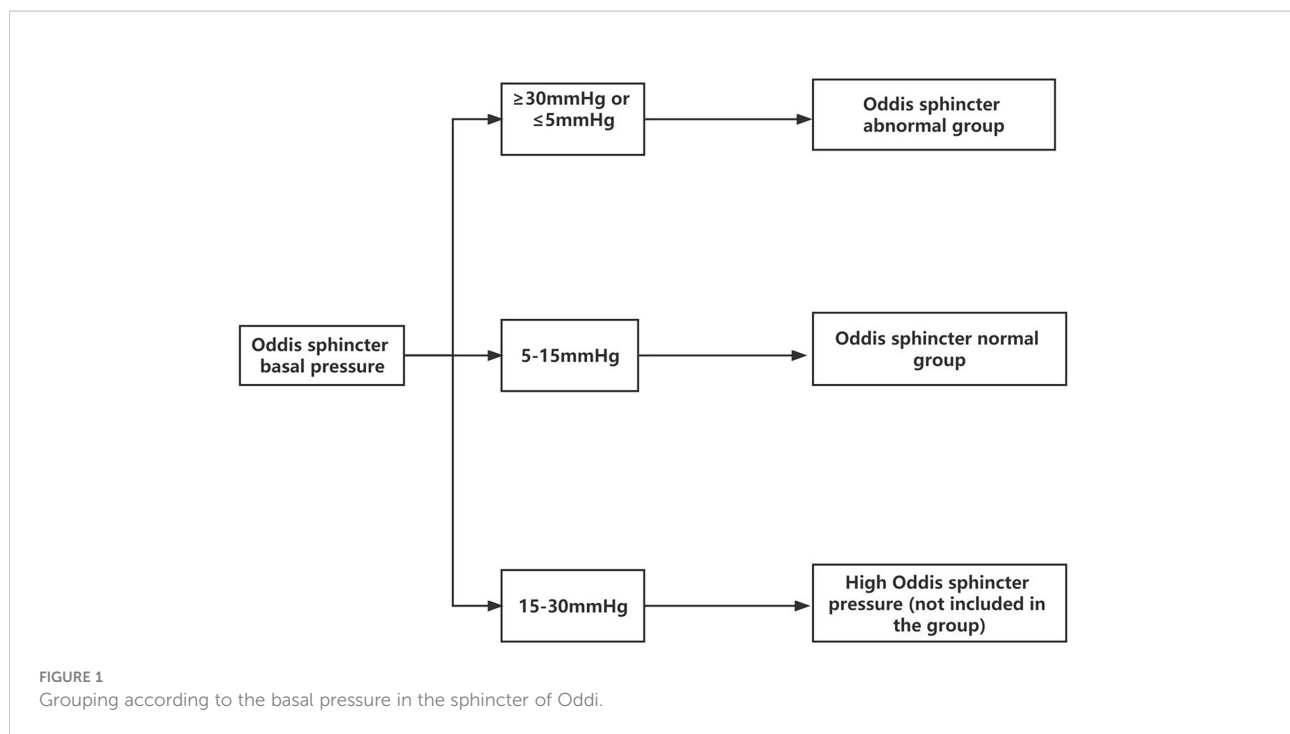 ≥30mmHg or
≤5mmHg
Oddis sphincter
abnormal group
Oddis sphincter
basal pressure
5-15mmHg
Oddis sphincter normal
group
15-30mmHg
High Oddis sphincter
pressure (not included in
the group)
FIGURE 1
Grouping according to the basal pressure in the sphincter of Oddi.